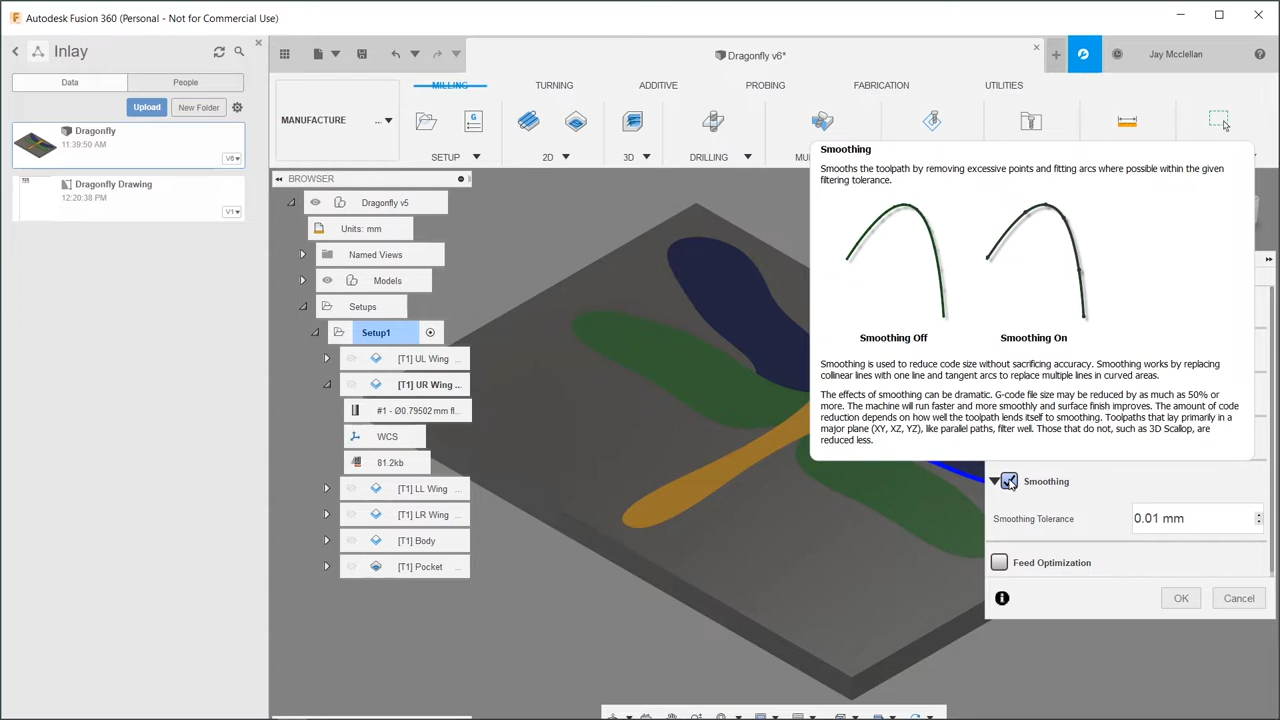 Autodesk Fusion 360 (Personal - Not for Commercial Use)
Inlay
Data
People
Upload
New Folder
Dragonfly
11:39:50 AM
V6
Dragonfly Drawing
12:20:38 PM
V1
Dragonfly v6*
Jay Mcclellan
MILLING
TURNING
ADDITIVE
PROBING
FABRICATION
UTILITIES
MANUFACTURE
SETUP
2D
3D
DRILLING
BROWSER
Dragonfly v5
Units: mm
Named Views
Models
Setups
Setup1
[T1] UL Wing ...
[T1] UR Wing ...
#1 - Ø0.79502 mm fl...
WCS
81.2kb
[T1] LL Wing ...
[T1] LR Wing ...
[T1] Body
[T1] Pocket
Smoothing
Smooths the toolpath by removing excessive points and fitting arcs where possible within the given
filtering tolerance.
Smoothing Off
Smoothing On
Smoothing is used to reduce code size without sacrificing accuracy. Smoothing works by replacing
collinear lines with one line and tangent arcs to replace multiple lines in curved areas.
The effects of smoothing can be dramatic. G-code file size may be reduced by as much as 50% or
more. The machine will run faster and more smoothly and surface finish improves. The amount of code
reduction depends on how well the toolpath lends itself to smoothing. Toolpaths that lay primarily in a
major plane (XY, XZ, YZ), like parallel paths, filter well. Those that do not, such as 3D Scallop, are
reduced less.
Smoothing
Smoothing Tolerance
0.01 mm
Feed Optimization
OK
Cancel